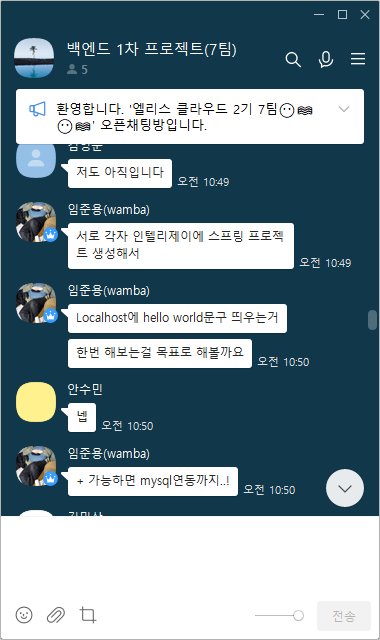 백엔드 1차 프로젝트(7팀)
5
환영합니다. '엘리스 클라우드 2기 7팀😶‍🌫️
😶‍🌫️' 오픈채팅방입니다.
저도 아직입니다
오전 10:49
임준용(wamba)
서로 각자 인텔리제이에 스프링 프로젝
트 생성해서
오전 10:49
임준용(wamba)
Localhost에 hello world문구 띄우는거
한번 해보는걸 목표로 해볼까요
오전 10:50
안수민
넵
오전 10:50
임준용(wamba)
+ 가능하면 mysql연동까지..!
오전 10:50
전송